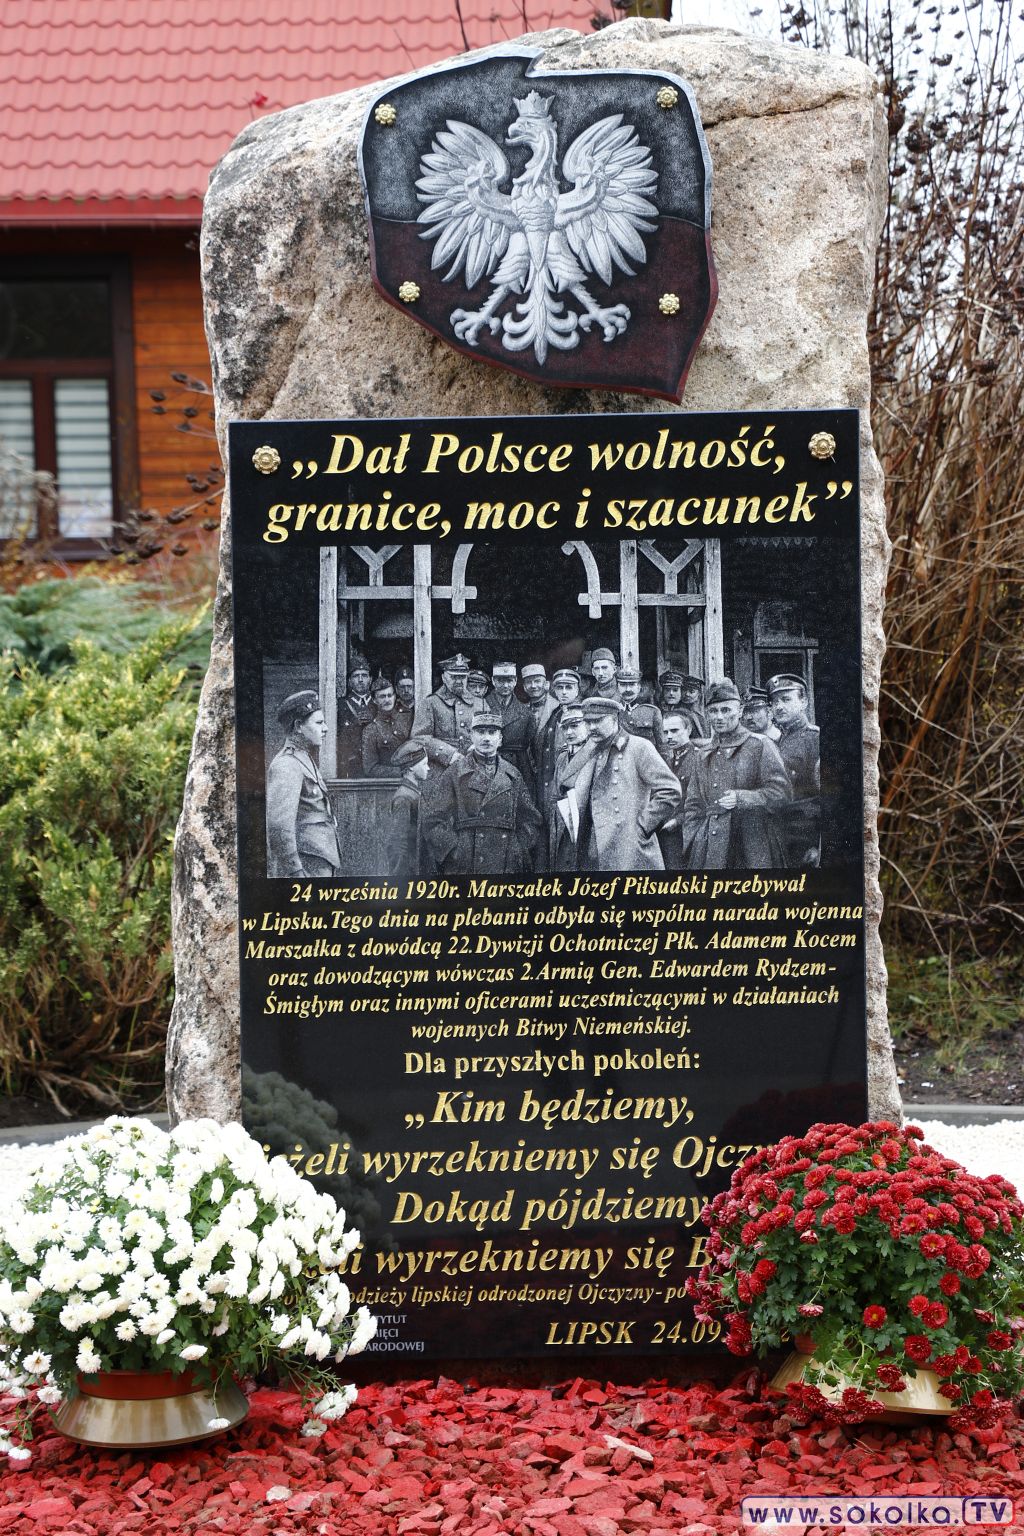 „Dał Polsce wolność,
granice, moc i szacunek”
24 września 1920r. Marszałek Józef Piłsudski przebywał
w Lipsku. Tego dnia na plebanii odbyła się wspólna narada wojenna
Marszałka z dowódcą 22.Dywizji Ochotniczej Płk. Adamem Kocem
oraz dowodzącym wówczas 2.Armią Gen. Edwardem Rydzem-
Śmigłym oraz innymi oficerami uczestniczącymi w działaniach
wojennych Bitwy Niemeńskiej.
Dla przyszłych pokoleń:
„Kim będziemy,
jeżeli wyrzekniemy się
Dokąd pójdziemy
wyrzekniemy się
lipskiej odrodzonej Ojczyzny-
LIPSK
www.sokolka.TV